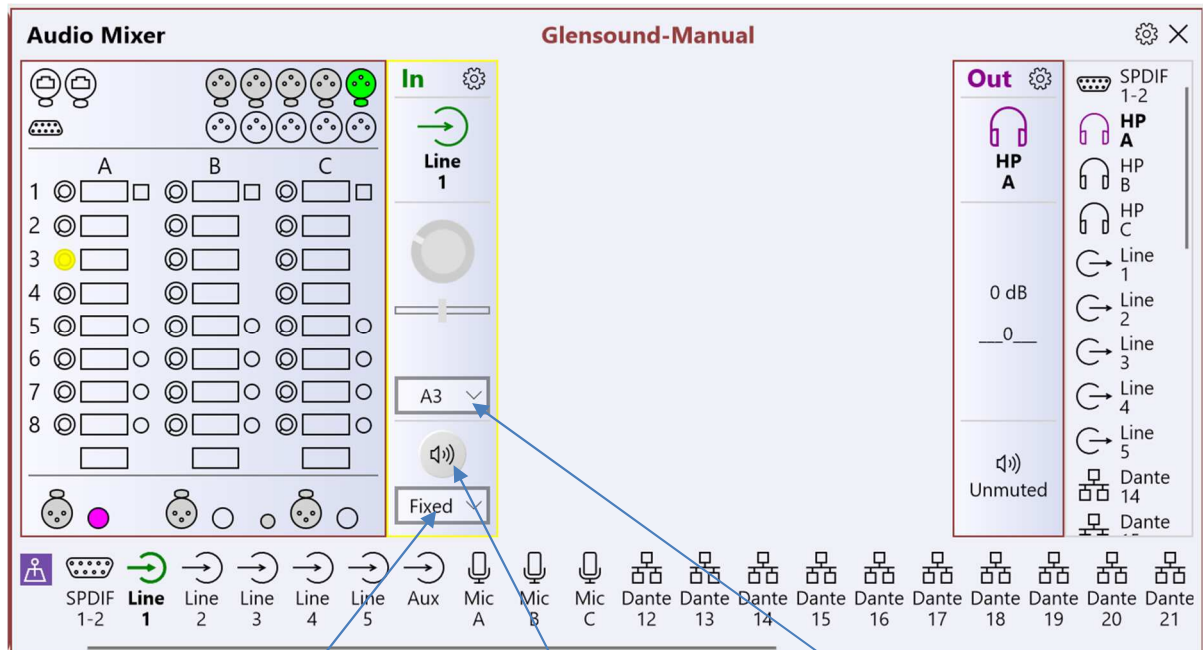 Audio Mixer
Glensound-Manual
A B C
1
2
3
4
5
6
7
8
In
Line
1
A3
Fixed
Out
HP
A
0 dB
___0___
Unmuted
SPDIF
1-2
HP
A
HP
B
HP
C
Line
1
Line
2
Line
3
Line
4
Line
5
Dante
14
Dante
SPDIF Line Line Line Line Line Aux Mic Mic Mic Dante Dante Dante Dante Dante Dante Dante Dante Dante Dante
1-2 1 2 3 4 5 A B C 12 13 14 15 16 17 18 19 20 21